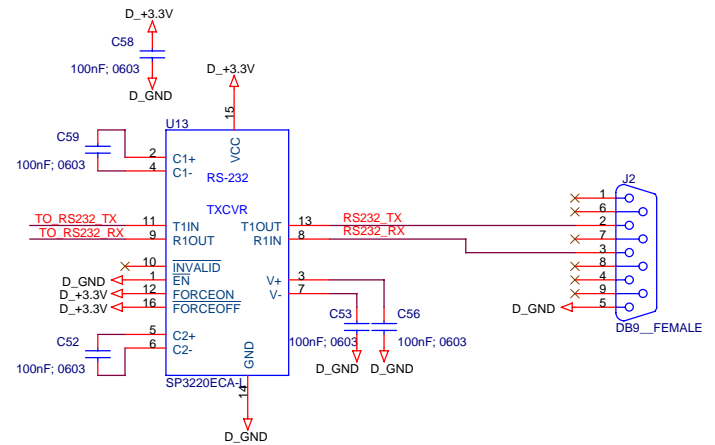 D_+3.3V
C58
100nF; 0603
D_GND
D_+3.3V
U13
15
VCC
C59
100nF; 0603
2 C1+
4 C1-
RS-232
TXCVR
J2
TO_RS232_TX 11 T1IN
TO_RS232_RX 9 R1OUT
T1OUT 13 RS232_TX
R1IN 8 RS232_RX
1
6
2
7
3
8
4
9
5
D_GND
DB9__FEMALE
10 INVALID
D_GND 1 EN
D_+3.3V 12 FORCEON
D_+3.3V 16 FORCEOFF
V+ 3
V- 7
C53 C56
100nF; 0603 100nF; 0603
D_GND D_GND
C52
100nF; 0603
5 C2+
6 C2-
GND
SP3220ECA-L
14
D_GND